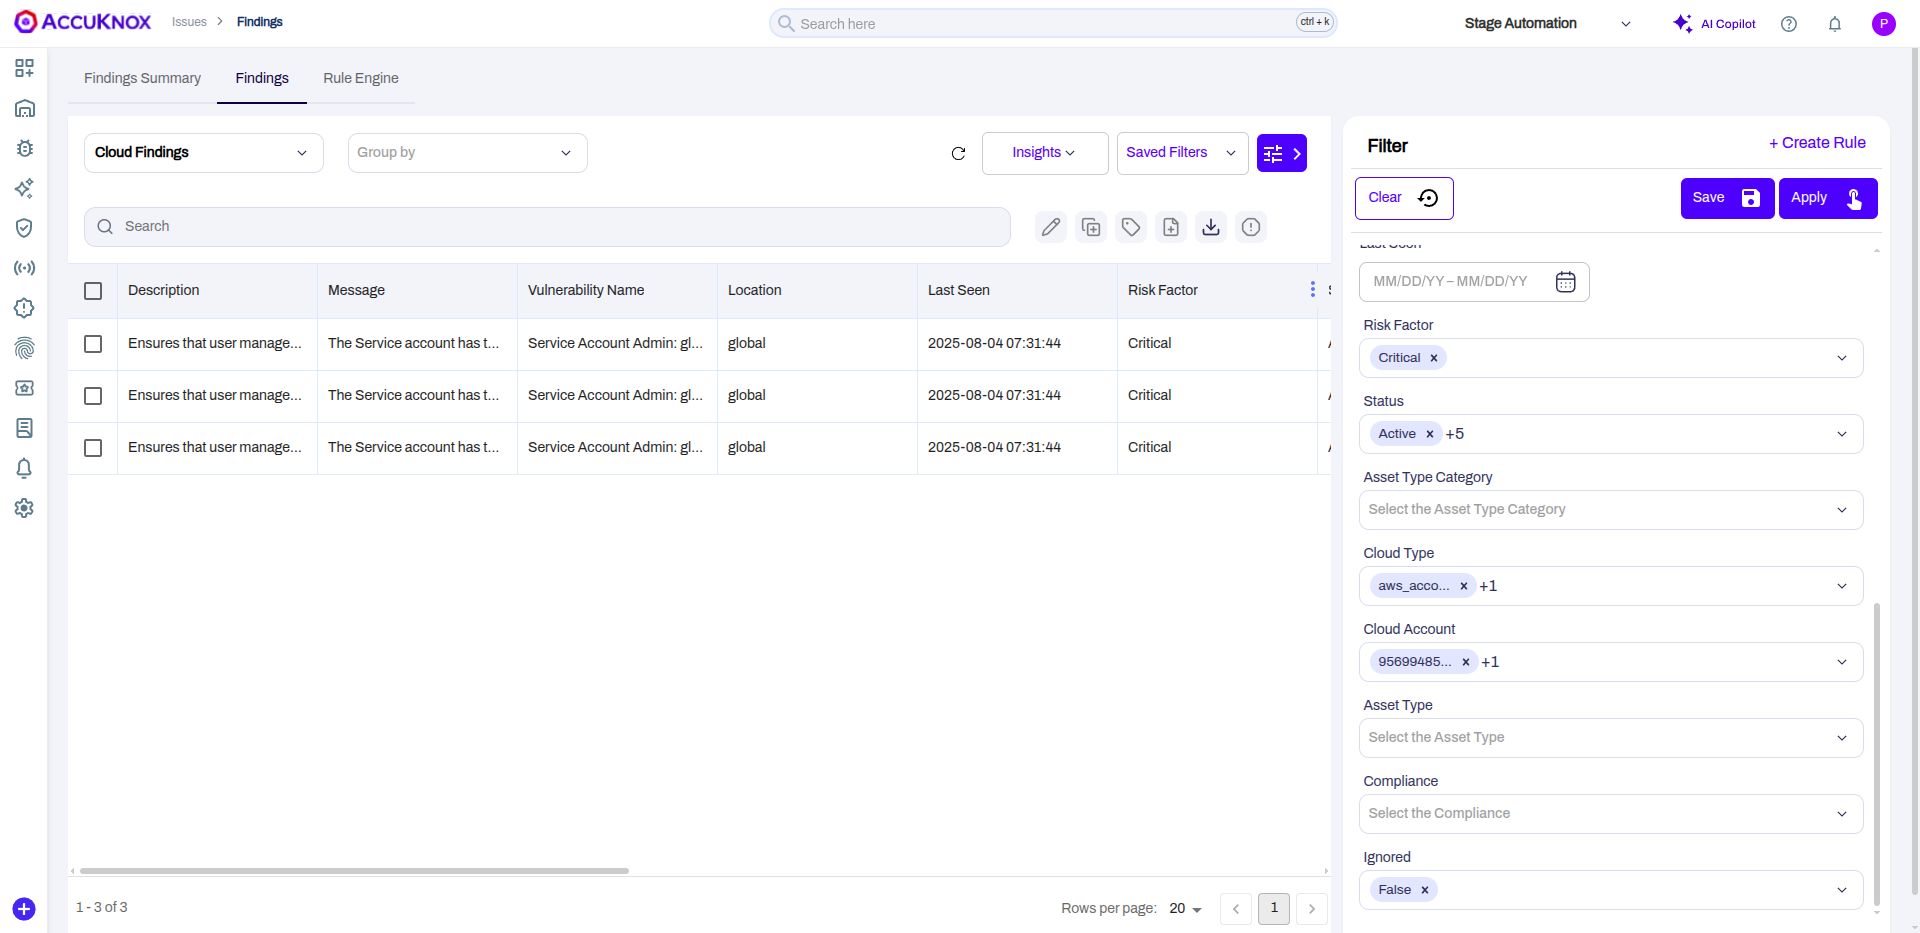 ACCUKNOX
Issues > Findings
Search here
ctrl + k
Stage Automation
AI Copilot
P
Findings Summary
Findings
Rule Engine
Cloud Findings
Group by
Insights
Saved Filters
Search
Description Message Vulnerability Name Location Last Seen Risk Factor
Ensures that user manage... The Service account has t... Service Account Admin: gl... global 2025-08-04 07:31:44 Critical
Ensures that user manage... The Service account has t... Service Account Admin: gl... global 2025-08-04 07:31:44 Critical
Ensures that user manage... The Service account has t... Service Account Admin: gl... global 2025-08-04 07:31:44 Critical
1 - 3 of 3
Rows per page: 20
1
Filter
+ Create Rule
Clear
Save
Apply
Last Seen
MM/DD/YY – MM/DD/YY
Risk Factor
Critical ×
Status
Active × +5
Asset Type Category
Select the Asset Type Category
Cloud Type
aws_acco... × +1
Cloud Account
95699485... × +1
Asset Type
Select the Asset Type
Compliance
Select the Compliance
Ignored
False ×